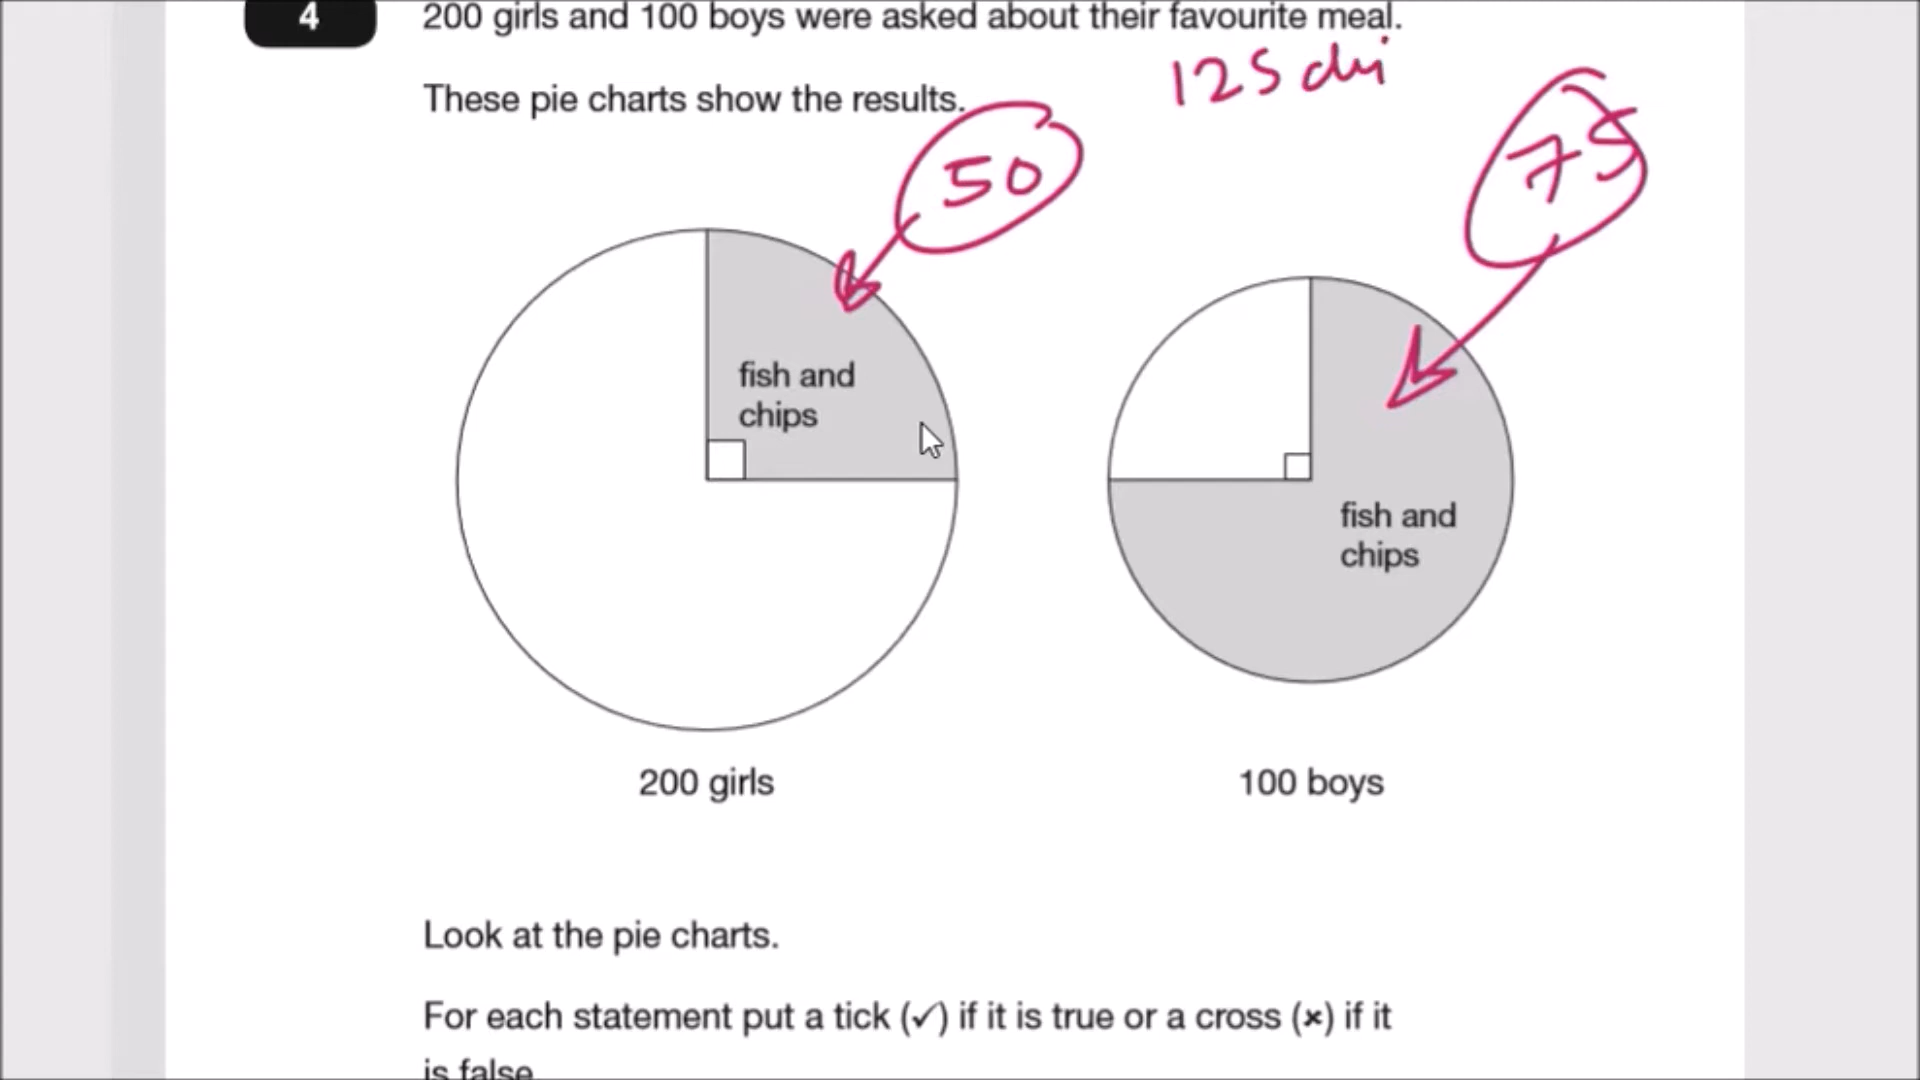 4
200 girls and 100 boys were asked about their favourite meal.
125
These pie charts show the results.
50
75
fish and
chips
fish and
chips
200 girls
100 boys
Look at the pie charts.
For each statement put a tick (✓) if it is true or a cross (×) if it
is false